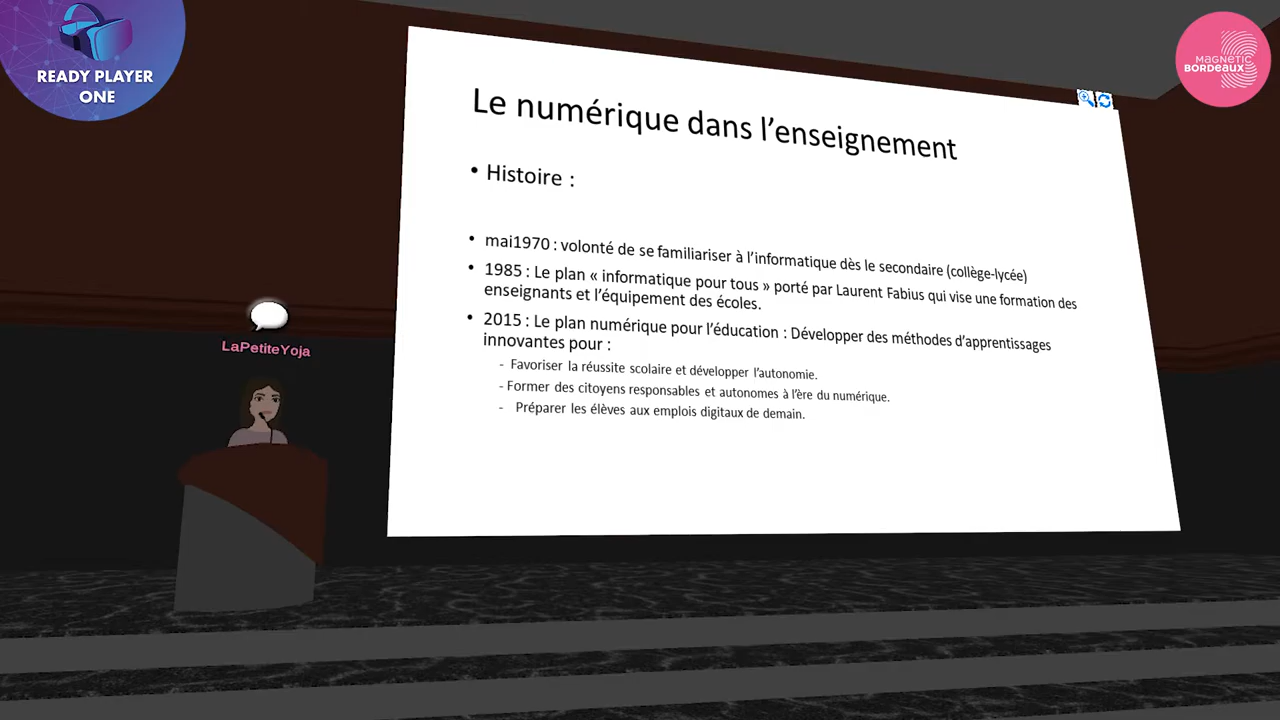 READY PLAYER
ONE
MAGNETIC
BORDEAUX
Le numérique dans l'enseignement
• Histoire :
• mai1970 : volonté de se familiariser à l'informatique dès le secondaire (collège-lycée)
• 1985 : Le plan « informatique pour tous » porté par Laurent Fabius qui vise une formation des
enseignants et l'équipement des écoles.
• 2015 : Le plan numérique pour l'éducation : Développer des méthodes d'apprentissages
innovantes pour :
- Favoriser la réussite scolaire et développer l'autonomie.
- Former des citoyens responsables et autonomes à l'ère du numérique.
- Préparer les élèves aux emplois digitaux de demain.
LaPetiteYoja